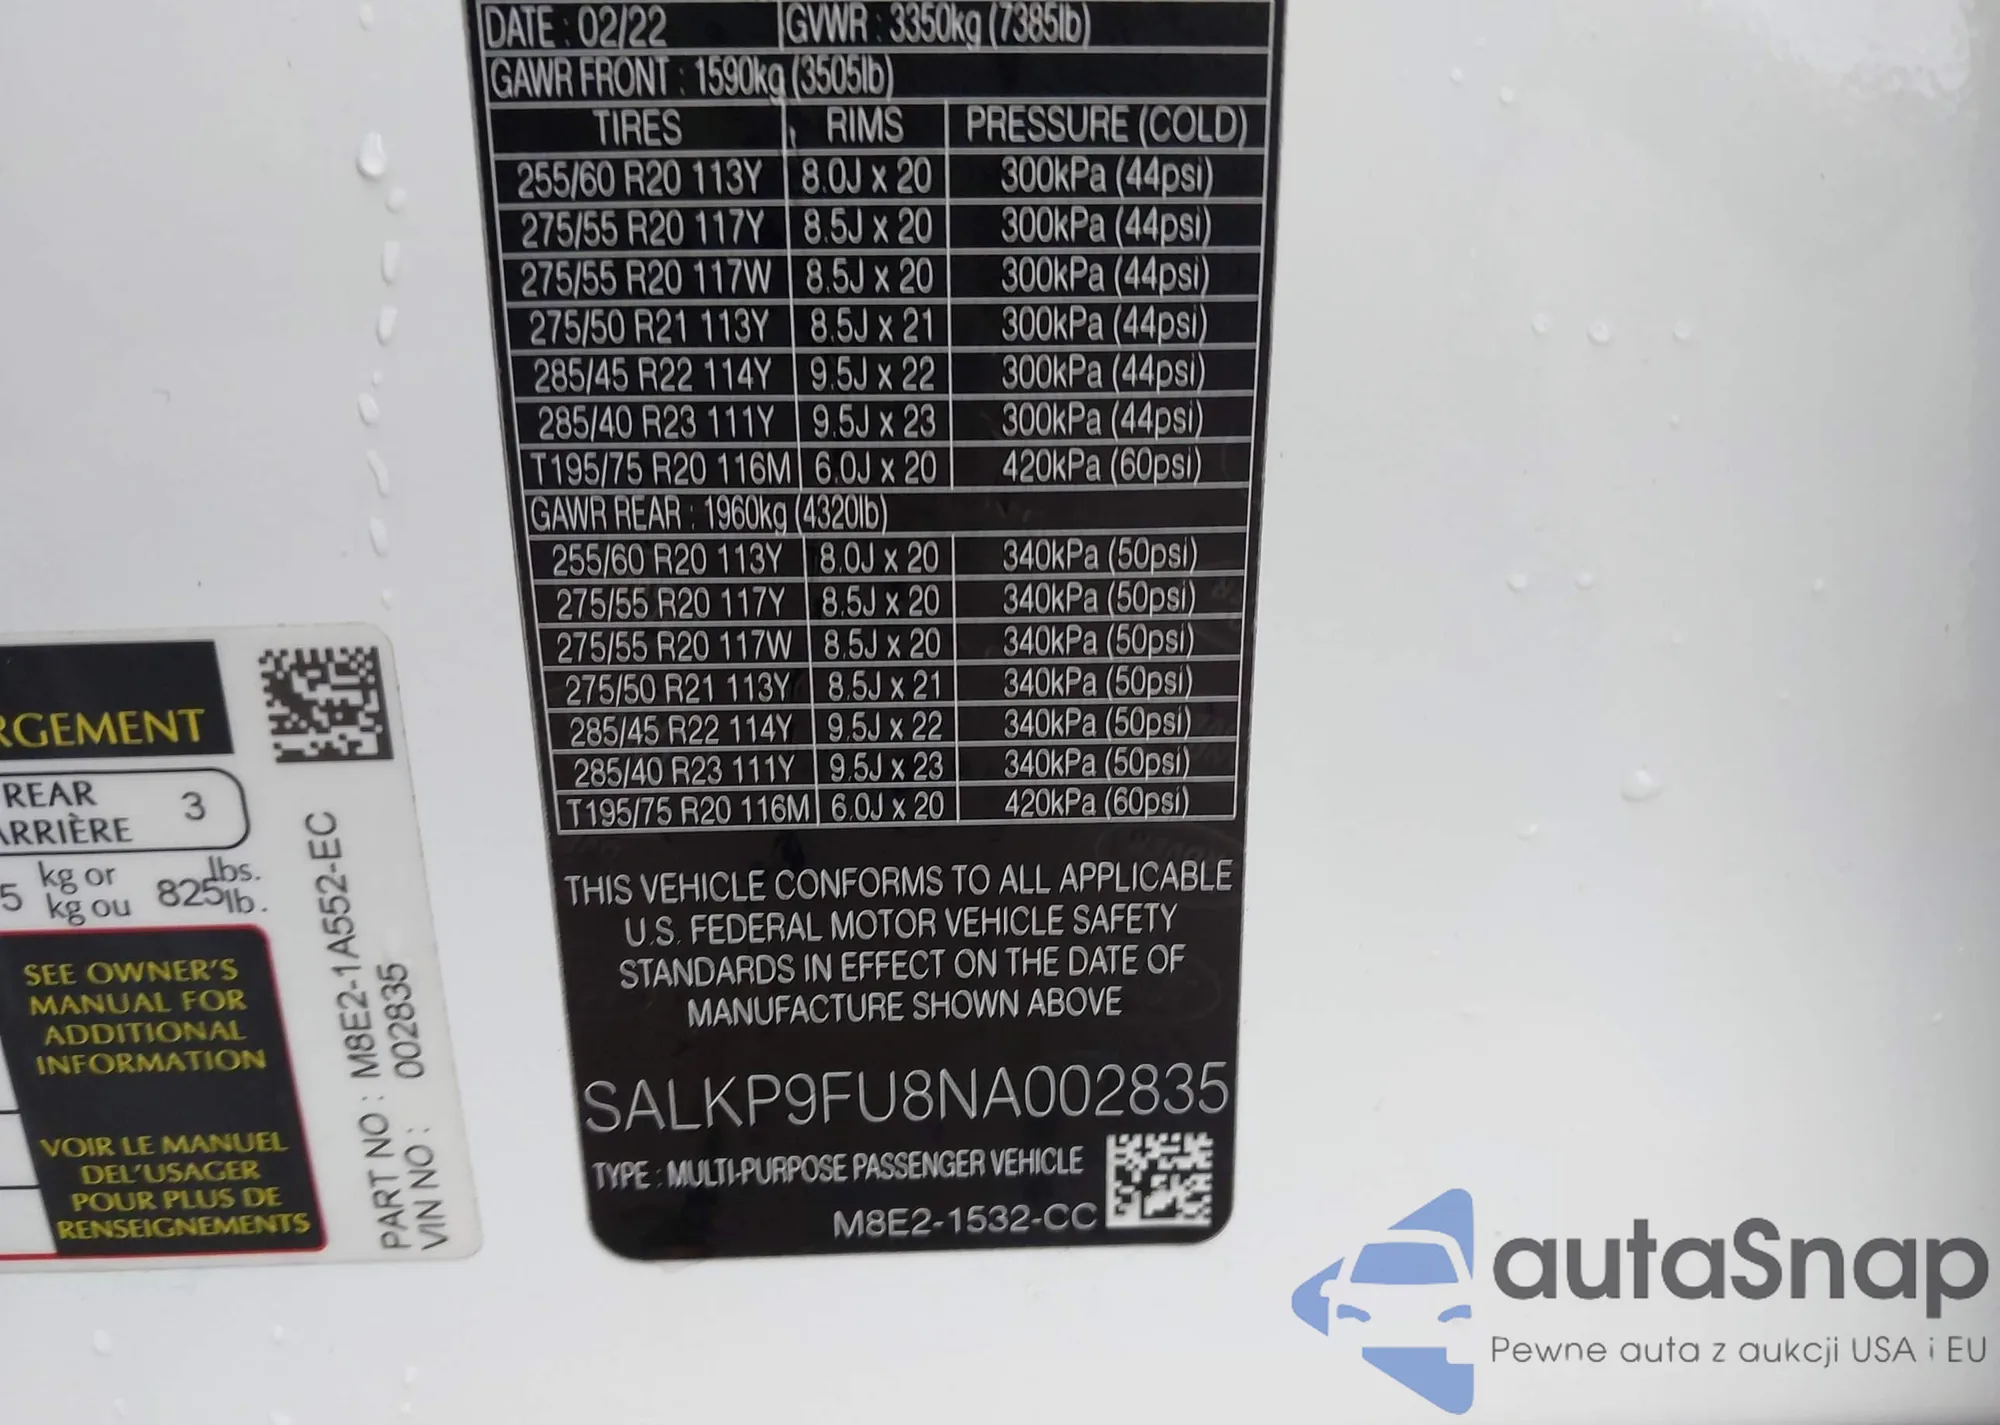 DATE : 02/22 GVWR : 3350kg (7385lb)
GAWR FRONT : 1590kg (3505lb)
TIRES RIMS PRESSURE (COLD)
255/60 R20 113Y 8.0J x 20 300kPa (44psi)
275/55 R20 117Y 8.5J x 20 300kPa (44psi)
275/55 R20 117W 8.5J x 20 300kPa (44psi)
275/50 R21 113Y 8.5J x 21 300kPa (44psi)
285/45 R22 114Y 9.5J x 22 300kPa (44psi)
285/40 R23 111Y 9.5J x 23 300kPa (44psi)
T195/75 R20 116M 6.0J x 20 420kPa (60psi)
GAWR REAR : 1960kg (4320lb)
255/60 R20 113Y 8.0J x 20 340kPa (50psi)
275/55 R20 117Y 8.5J x 20 340kPa (50psi)
275/55 R20 117W 8.5J x 20 340kPa (50psi)
275/50 R21 113Y 8.5J x 21 340kPa (50psi)
285/45 R22 114Y 9.5J x 22 340kPa (50psi)
285/40 R23 111Y 9.5J x 23 340kPa (50psi)
T195/75 R20 116M 6.0J x 20 420kPa (60psi)
THIS VEHICLE CONFORMS TO ALL APPLICABLE
U.S. FEDERAL MOTOR VEHICLE SAFETY
STANDARDS IN EFFECT ON THE DATE OF
MANUFACTURE SHOWN ABOVE
SALKP9FU8NA002835
TYPE : MULTI-PURPOSE PASSENGER VEHICLE
M8E2-1532-CC
RGEMENT
REAR 3
ARRIÈRE
5 kg or 825 lbs.
kg ou lb.
SEE OWNER'S
MANUAL FOR
ADDITIONAL
INFORMATION
VOIR LE MANUEL
DEL'USAGER
POUR PLUS DE
RENSEIGNEMENTS
PART NO : M8E2-1A552-EC
VIN NO : 002835
autaSnap
Pewne auta z aukcji USA i EU